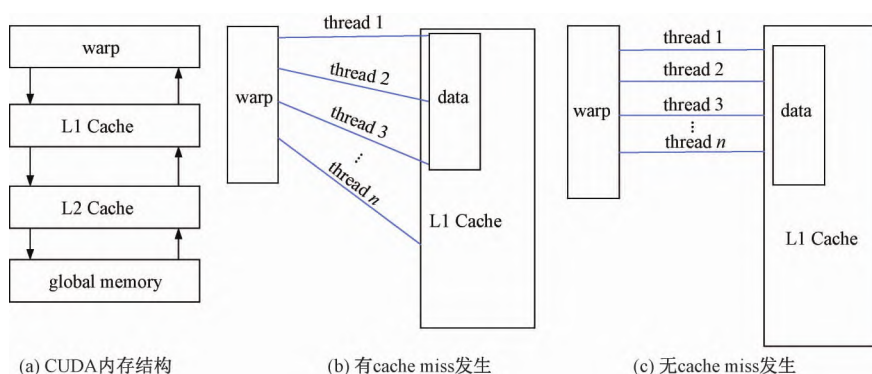 warp
L1 Cache
L2 Cache
global memory
(a) CUDA内存结构
warp
thread 1
thread 2
thread 3
⋮
thread n
data
L1 Cache
(b) 有cache miss发生
warp
thread 1
thread 2
thread 3
⋮
thread n
data
L1 Cache
(c) 无cache miss发生